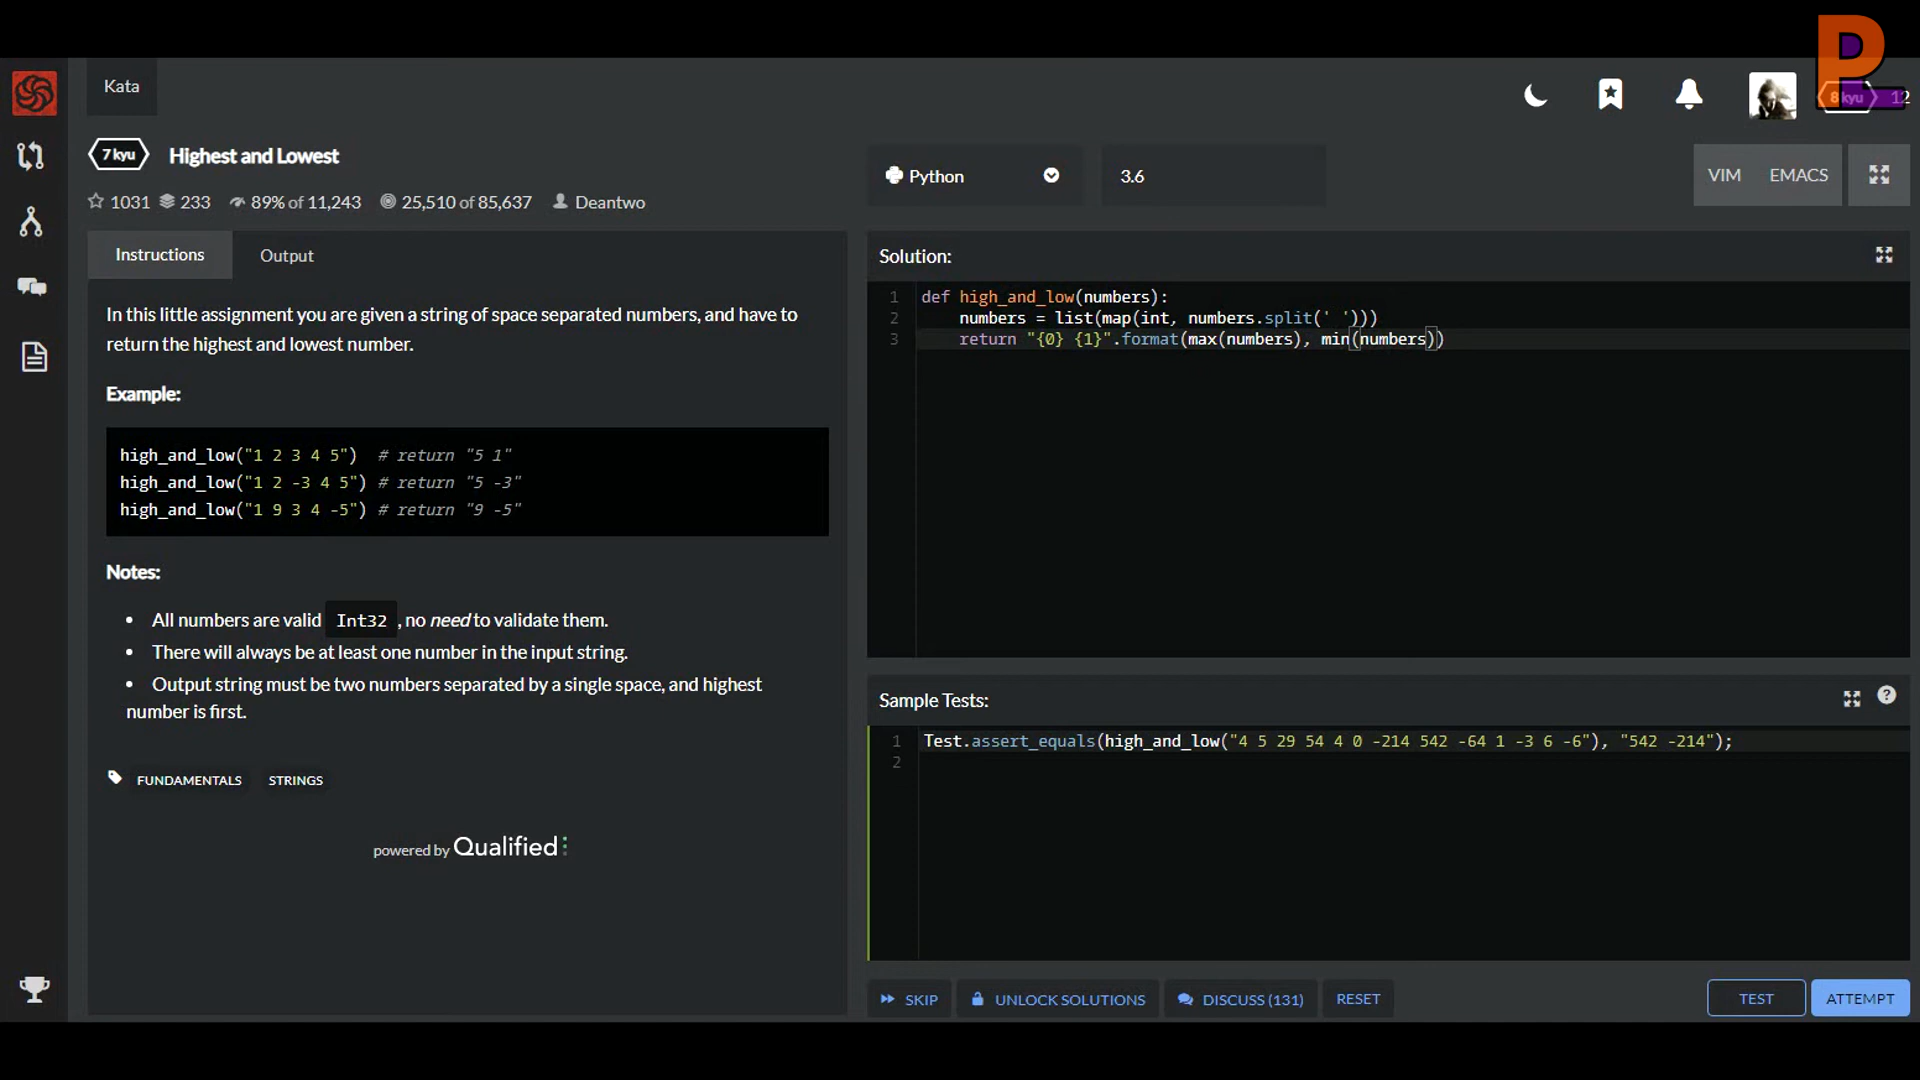 PL
Kata
8 kyu 12
7 kyu Highest and Lowest
Python 3.6 VIM EMACS
1031 233 89% of 11,243 25,510 of 85,637 Deantwo
Instructions Output
In this little assignment you are given a string of space separated numbers, and have to
return the highest and lowest number.
Example:
high_and_low("1 2 3 4 5")  # return "5 1"
high_and_low("1 2 -3 4 5") # return "5 -3"
high_and_low("1 9 3 4 -5") # return "9 -5"
Notes:
• All numbers are valid Int32, no need to validate them.
• There will always be at least one number in the input string.
• Output string must be two numbers separated by a single space, and highest
number is first.
FUNDAMENTALS STRINGS
powered by Qualified
Solution:
1 def high_and_low(numbers):
2     numbers = list(map(int, numbers.split(' ')))
3     return "{0} {1}".format(max(numbers), min(numbers))
Sample Tests:
?
1 Test.assert_equals(high_and_low("4 5 29 54 4 0 -214 542 -64 1 -3 6 -6"), "542 -214");
2
SKIP UNLOCK SOLUTIONS DISCUSS (131) RESET TEST ATTEMPT